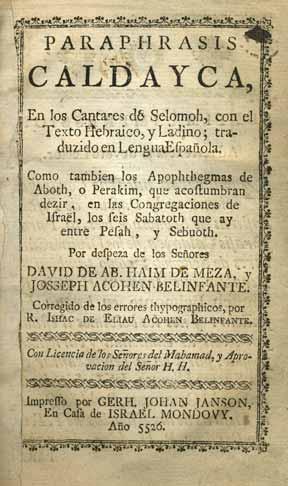 PARAPHRASIS
CALDAYCA,
En los Cantares dé Selomoh, con el
Texto Hebraico, y Ladino; tra-
duzido en Lengua Española.
Como tambien los Apophthegmas de
Aboth, o Perakim, que acostumbran
dezir, en las Congregaciones de
Israël, los seis Sabatoth que ay
entre Pesah, y Sebuoth.
Por despeza de los Señores
DAVID DE AB. HAIM DE MEZA, y
JOSSEPH ACOHEN BELINFANTE.
Corregido de los errores thypographicos, por
R. ISHAC DE ELIAU ACOHEN BELINFANTE.
Con Licencia de los Señores del Mahamad, y Apro-
vacion del Señor H. H.
Impresso por GERH. JOHAN JANSON,
En Casa de ISRAEL MONDOVY.
Año 5526.